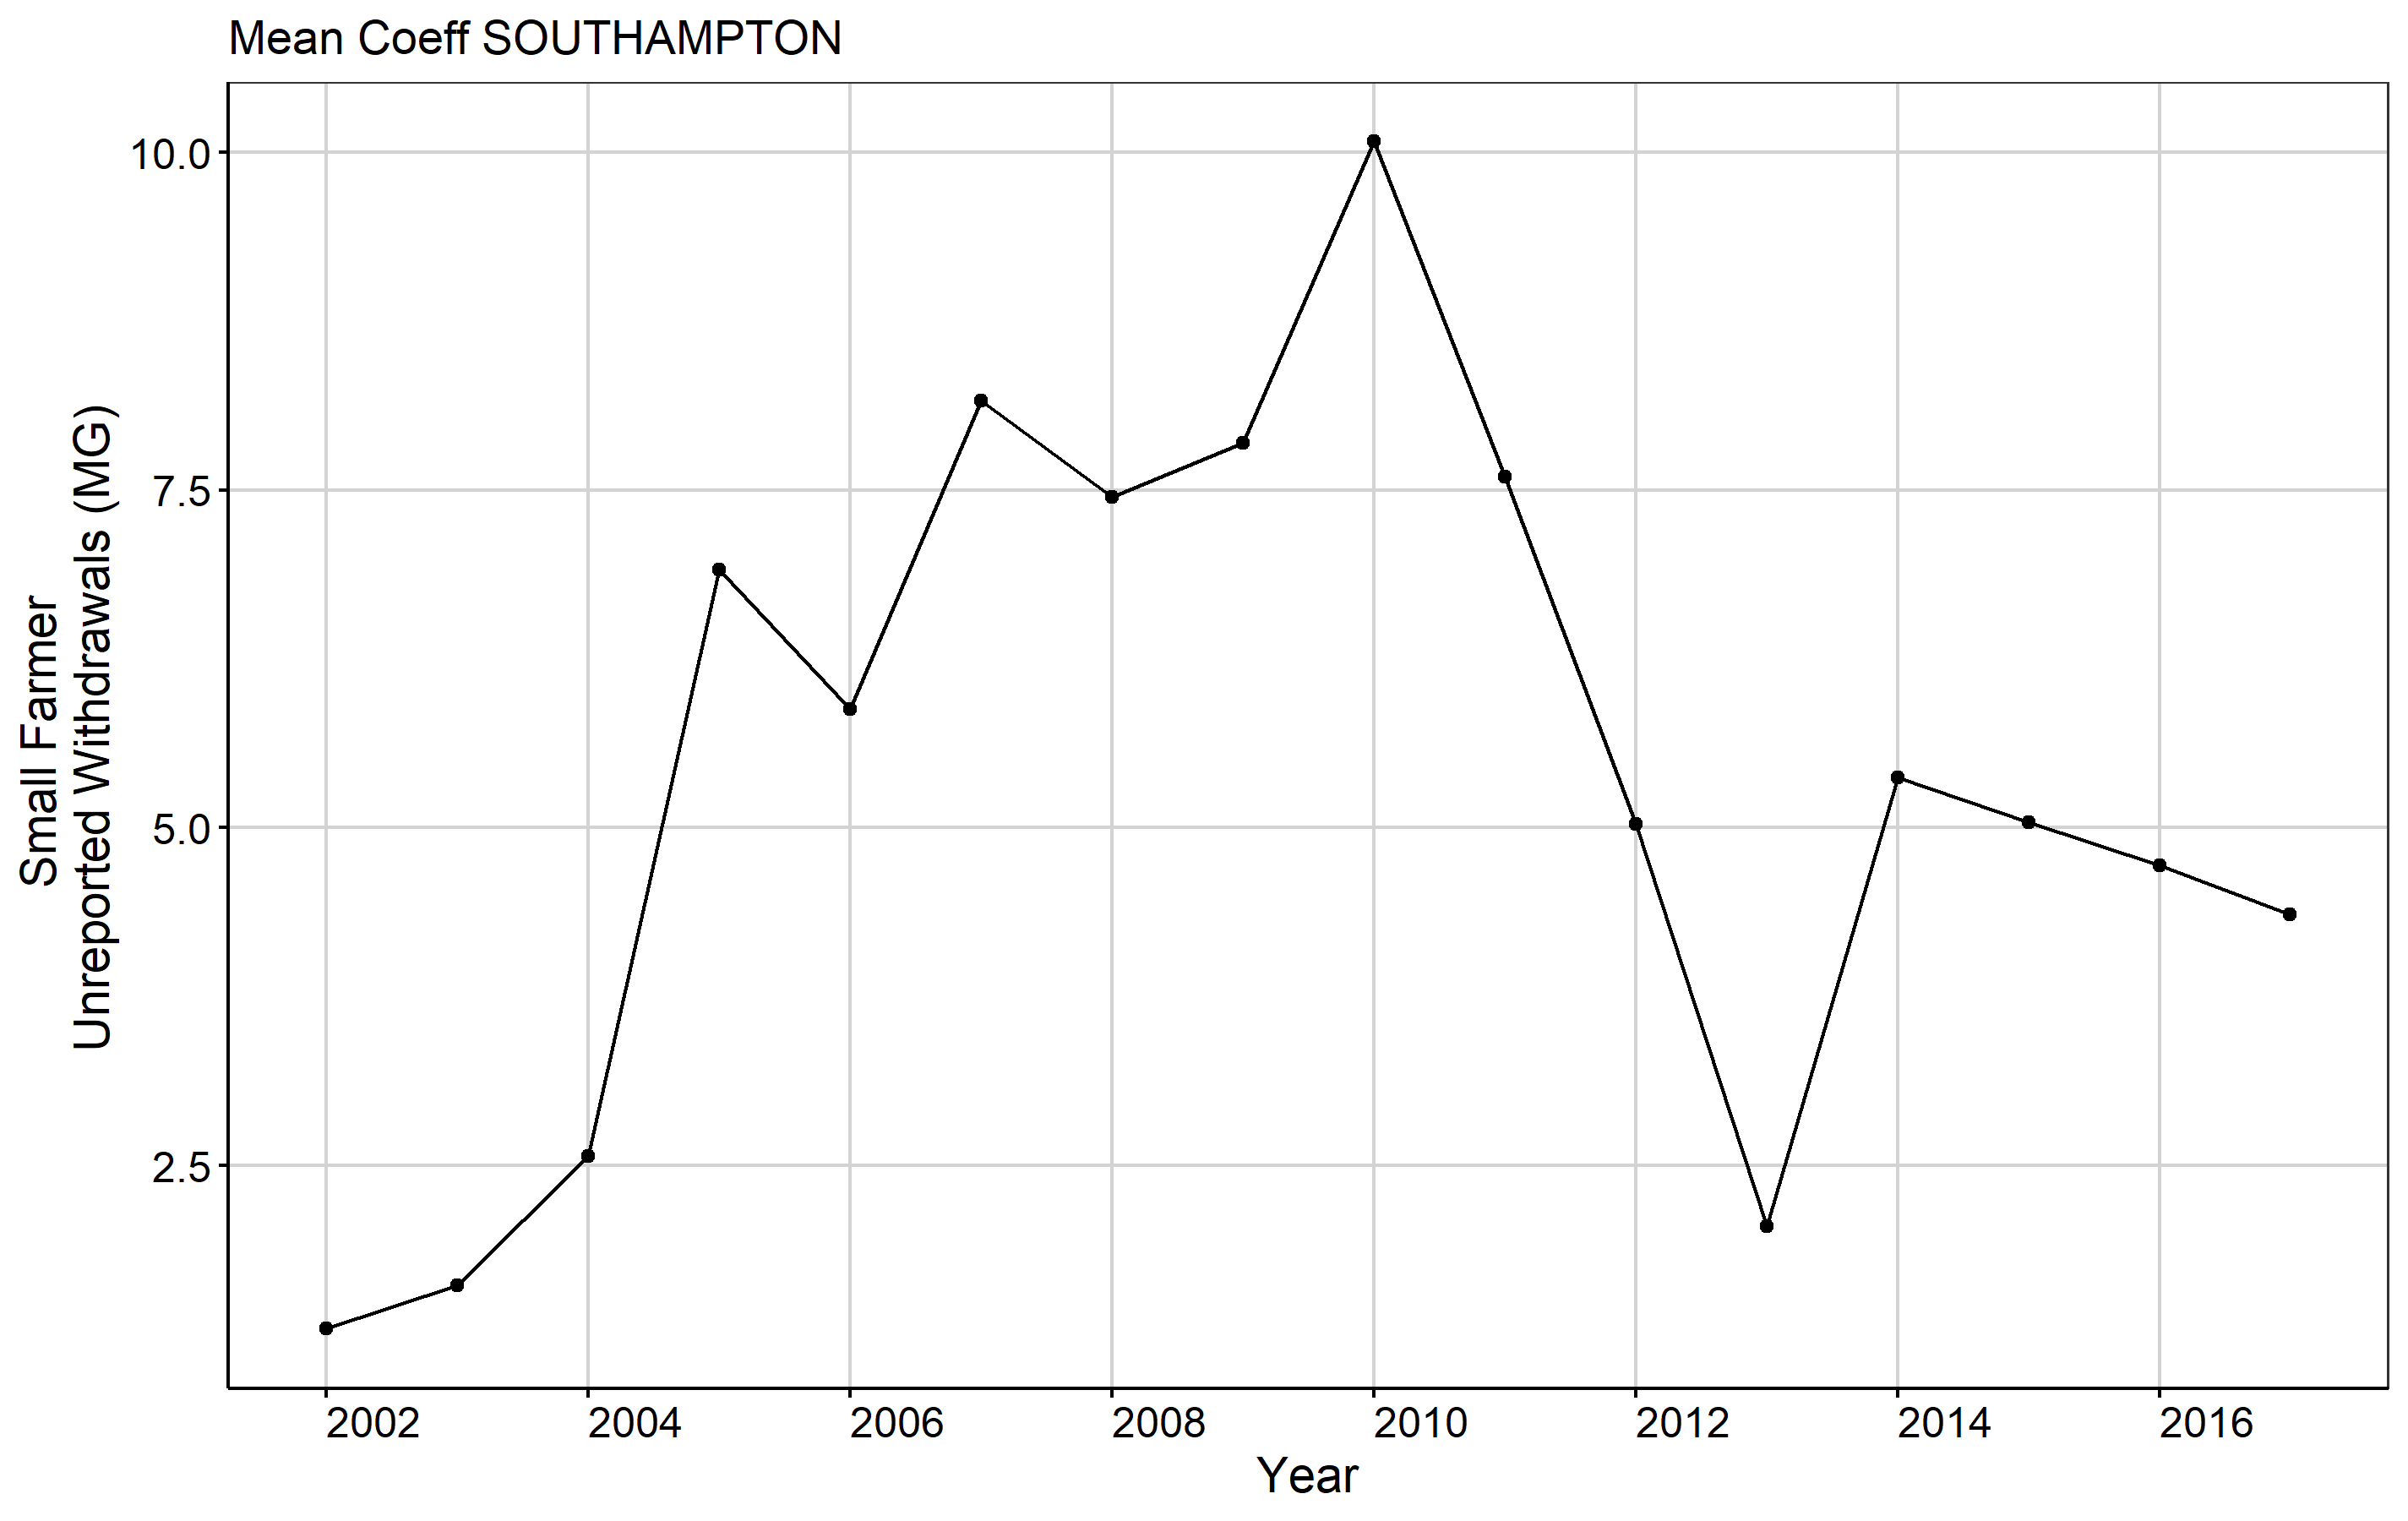 Mean Coeff SOUTHAMPTON
Small Farmer
Unreported Withdrawals (MG)
10.0
7.5
5.0
2.5
2002 2004 2006 2008 2010 2012 2014 2016
Year